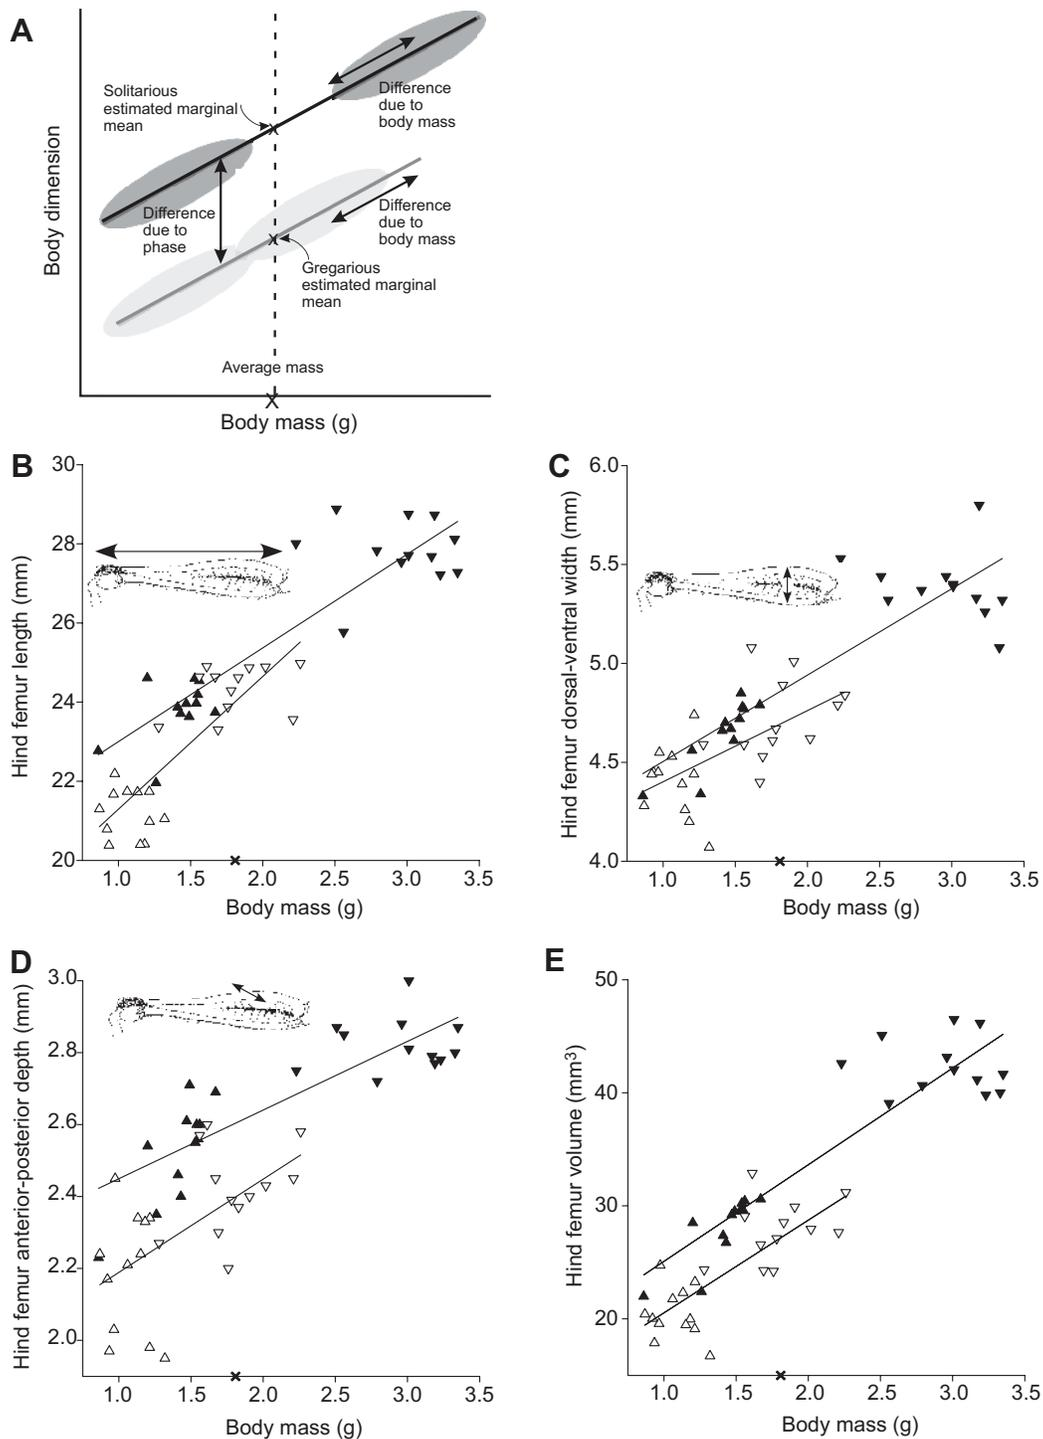 A
Solitarious
estimated marginal
mean
Difference
due to
body mass
Difference
due to
phase
Difference
due to
body mass
Gregarious
estimated marginal
mean
Body dimension
Average mass
X
Body mass (g)
B
Hind femur length (mm)
30
28
26
24
22
20
1.0 1.5 2.0 2.5 3.0 3.5
Body mass (g)
C
Hind femur dorsal-ventral width (mm)
6.0
5.5
5.0
4.5
4.0
1.0 1.5 2.0 2.5 3.0 3.5
Body mass (g)
D
Hind femur anterior-posterior depth (mm)
3.0
2.8
2.6
2.4
2.2
2.0
1.0 1.5 2.0 2.5 3.0 3.5
Body mass (g)
E
Hind femur volume (mm³)
50
40
30
20
1.0 1.5 2.0 2.5 3.0 3.5
Body mass (g)